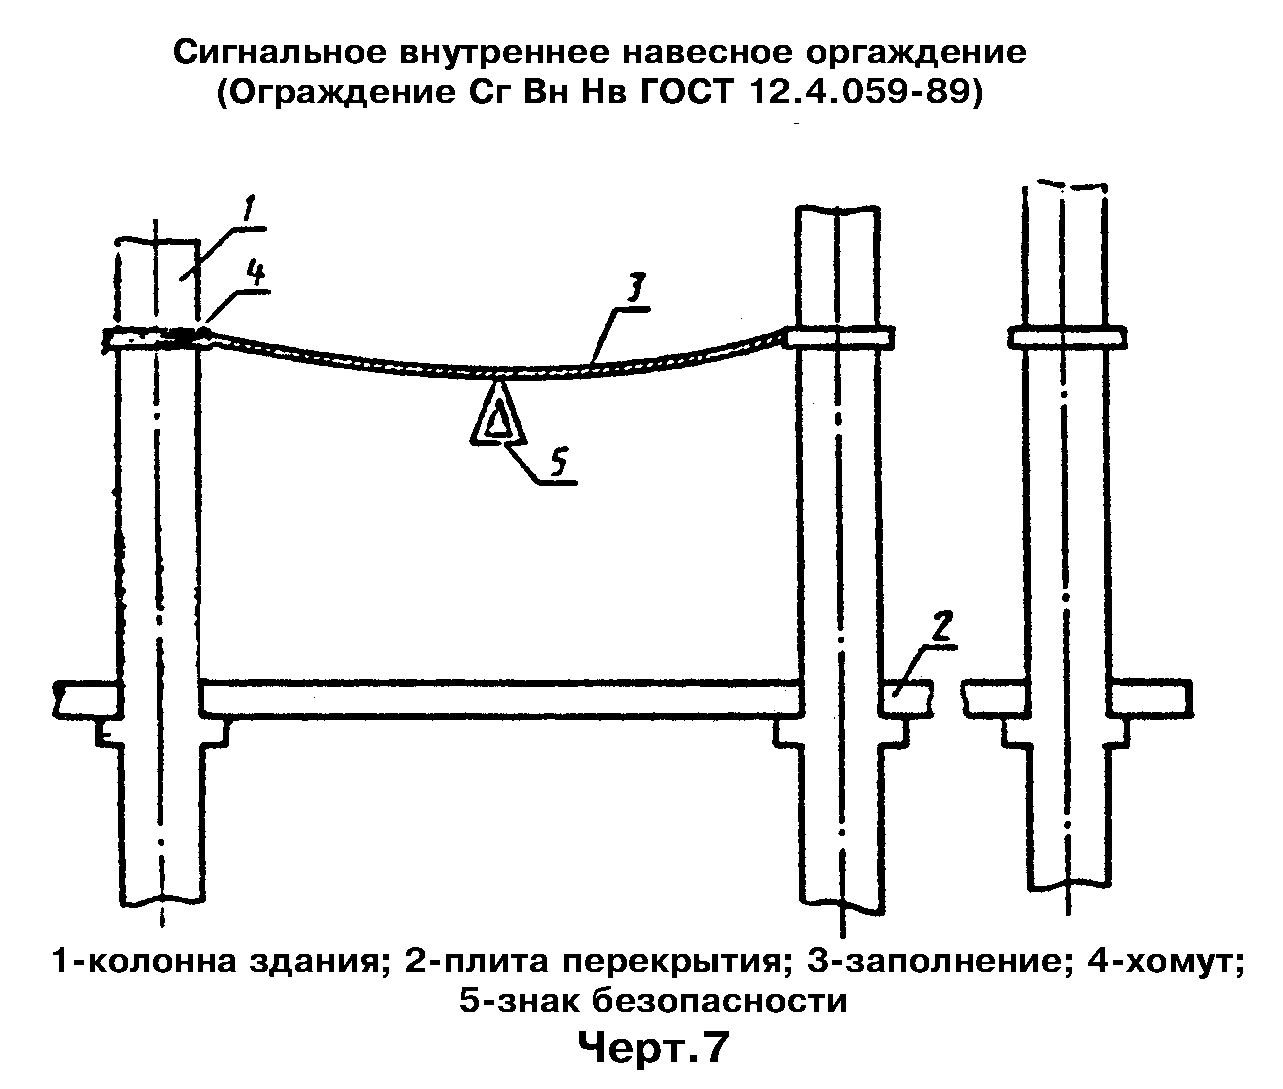 Сигнальное внутреннее навесное оргаждение
(Ограждение Сг Вн Нв ГОСТ 12.4.059-89)
1
4
3
5
2
1-колонна здания; 2-плита перекрытия; 3-заполнение; 4-хомут;
5-знак безопасности
Черт.7